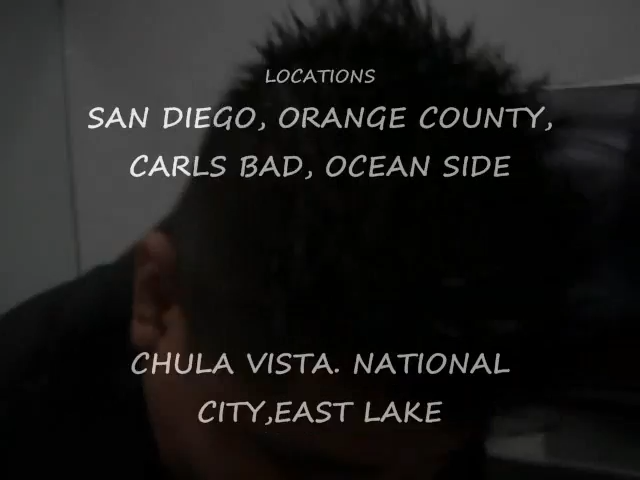 LOCATIONS
SAN DIEGO, ORANGE COUNTY,
CARLS BAD, OCEAN SIDE
CHULA VISTA. NATIONAL
CITY,EAST LAKE